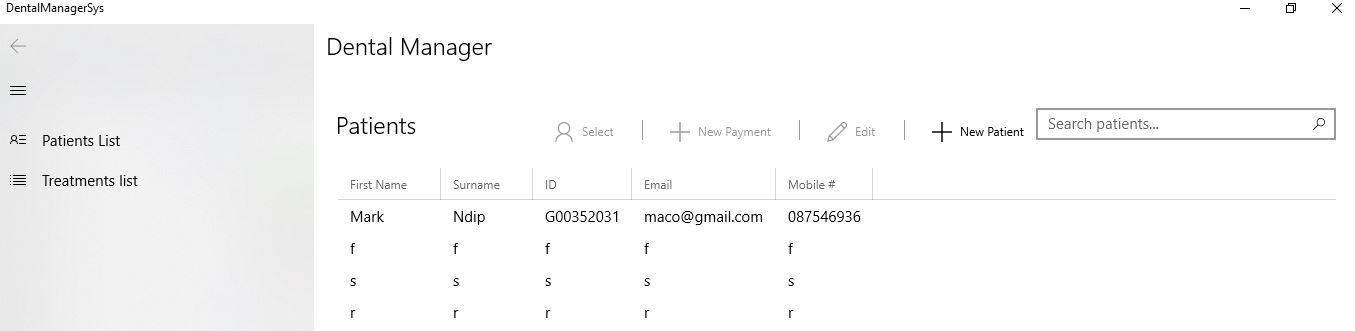 DentalManagerSys
Dental Manager
Patients List
Treatments list
Patients
Select
New Payment
Edit
New Patient
Search patients...
First Name Surname ID Email Mobile #
Mark Ndip G00352031 maco@gmail.com 087546936
f f f f f
s s s s s
r r r r r